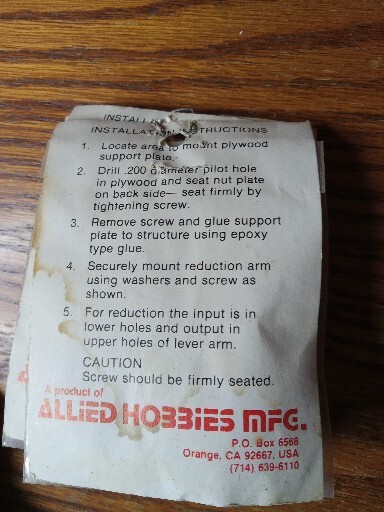 INSTALL
INSTALLATION INSTRUCTIONS
1. Locate area to mount plywood
support plate.
2. Drill .200 diameter pilot hole
in plywood and seat nut plate
on back side— seat firmly by
tightening screw.
3. Remove screw and glue support
plate to structure using epoxy
type glue.
4. Securely mount reduction arm
using washers and screw as
shown.
5. For reduction the input is in
lower holes and output in
upper holes of lever arm.
CAUTION
Screw should be firmly seated.
A product of
ALLIED HOBBIES MFG.
P.O. Box 6568
Orange, CA 92667, USA
(714) 639-6110